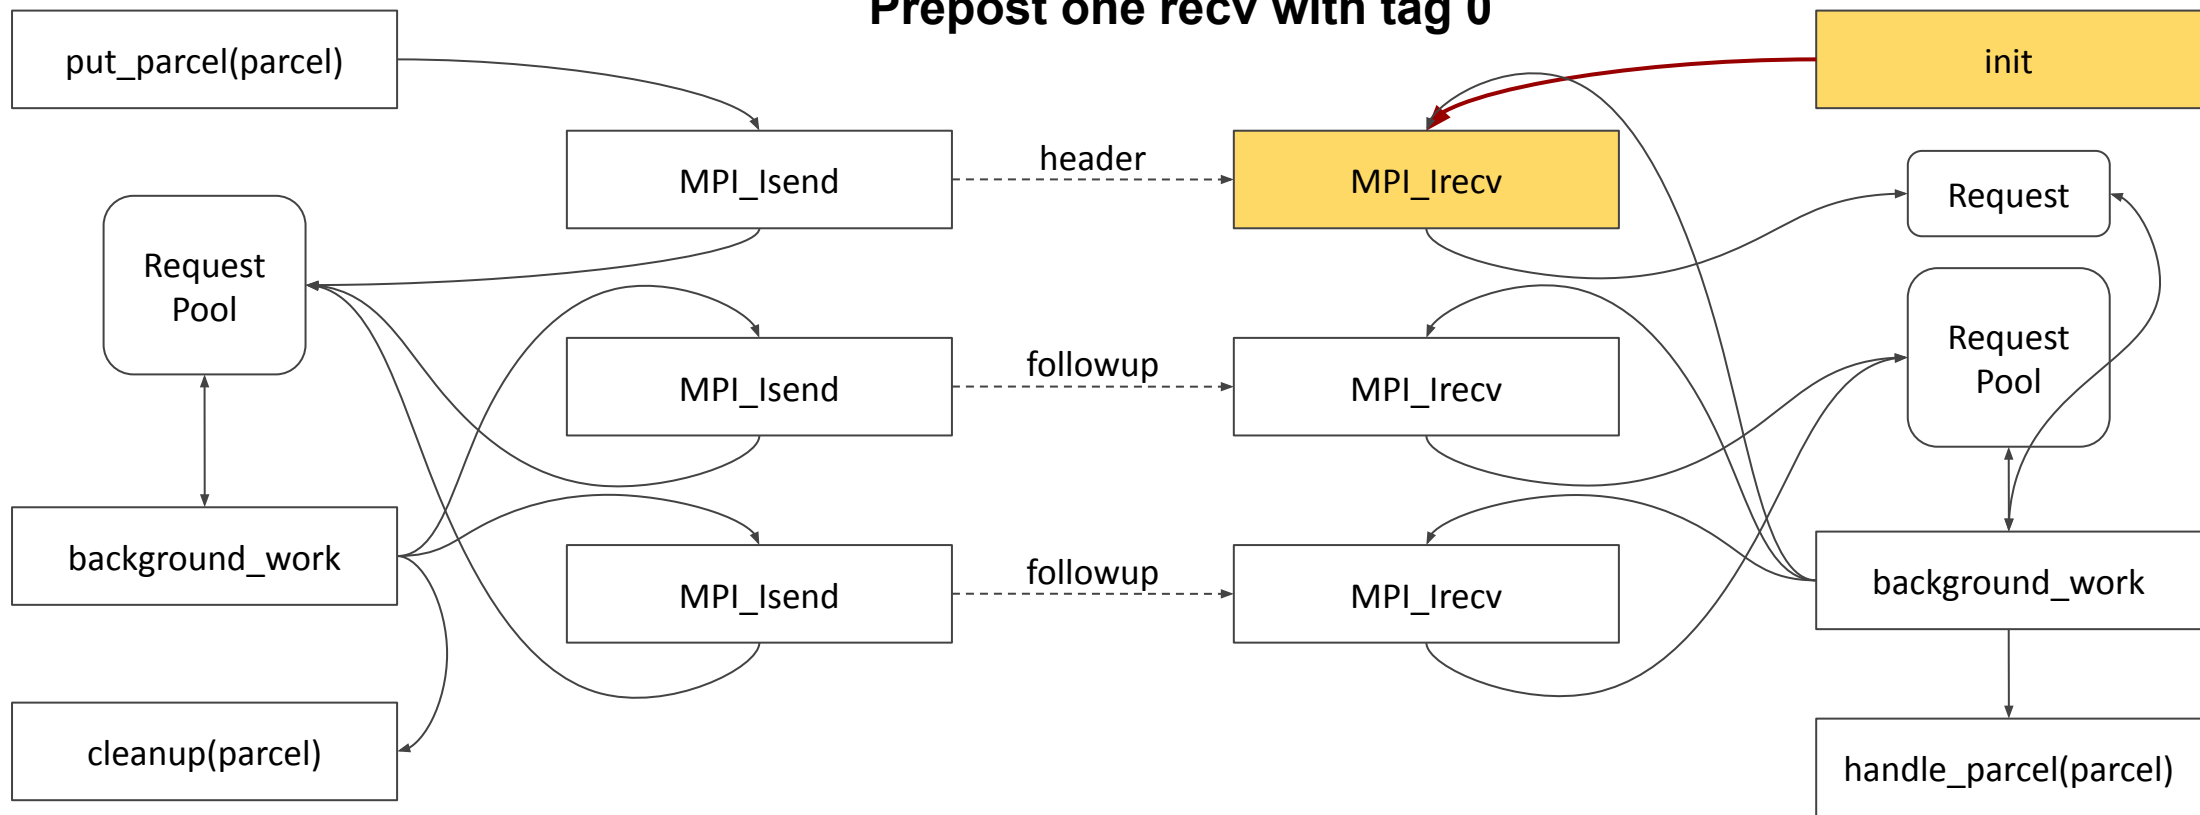 Prepost one recv with tag 0
put_parcel(parcel)
init
MPI_Isend
header
MPI_Irecv
Request
Request
Pool
Request
Pool
MPI_Isend
followup
MPI_Irecv
background_work
MPI_Isend
followup
MPI_Irecv
background_work
cleanup(parcel)
handle_parcel(parcel)